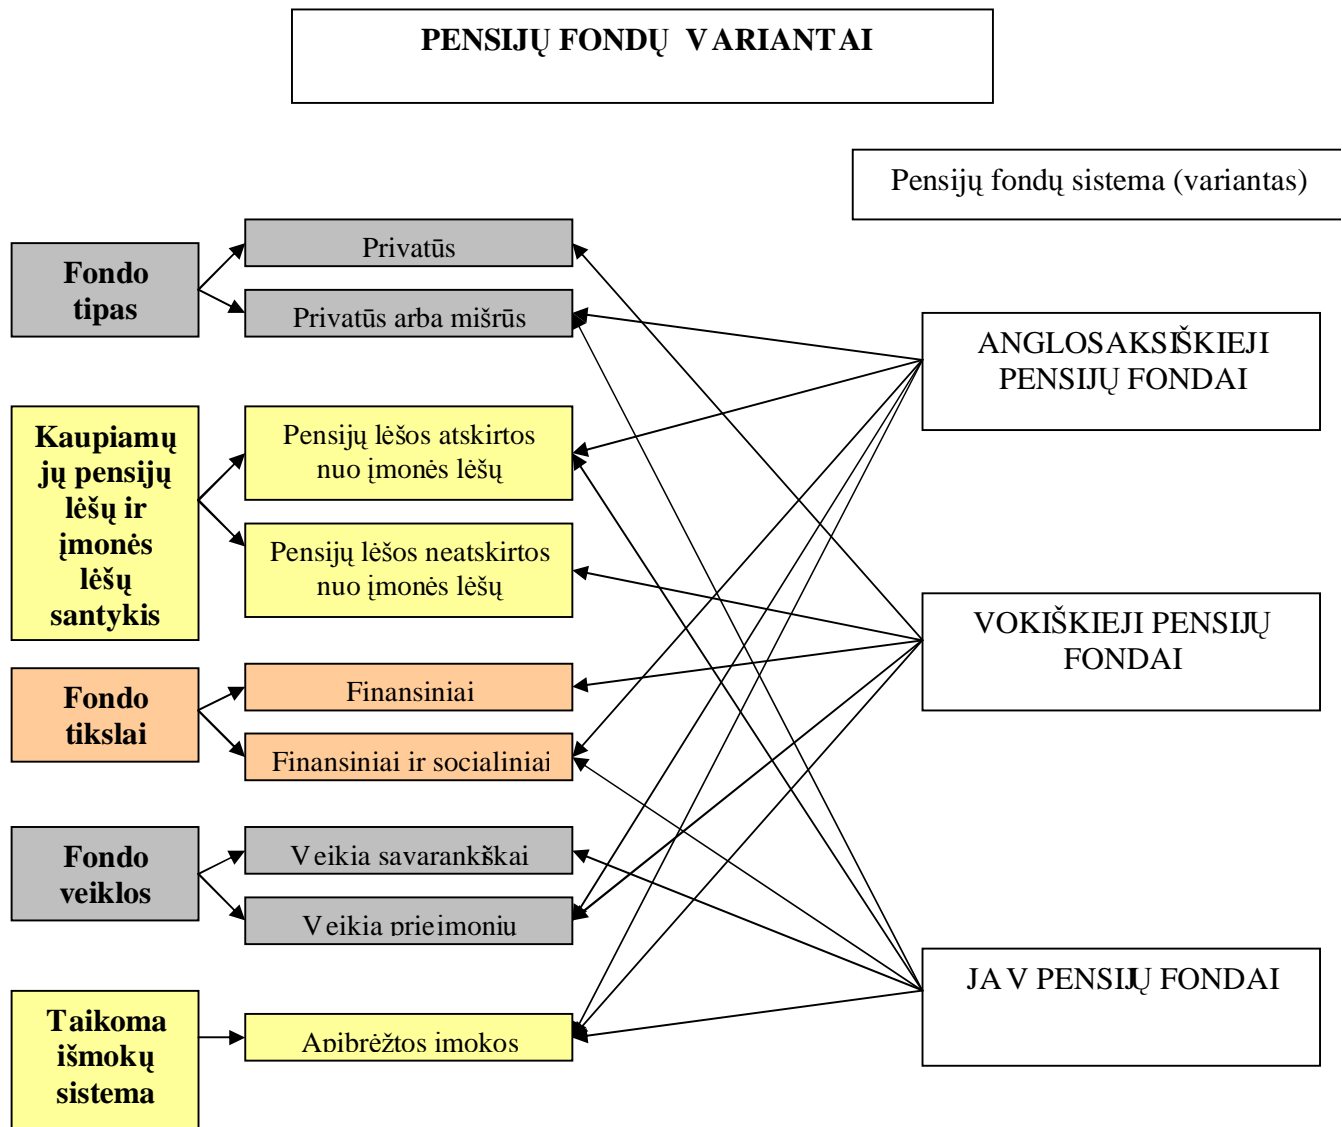 PENSIJŲ FONDŲ VARIANTAI
Pensijų fondų sistema (variantas)
Fondo
tipas
Privatūs
Privatūs arba mišrūs
ANGLOSAKSIŠKIEJI
PENSIJŲ FONDAI
Kaupiamų
jų pensijų
lėšų ir
įmonės
lėšų
santykis
Pensijų lėšos atskirtos
nuo įmonės lėšų
Pensijų lėšos neatskirtos
nuo įmonės lėšų
VOKIŠKIEJI PENSIJŲ
FONDAI
Fondo
tikslai
Finansiniai
Finansiniai ir socialiniai
Fondo
veiklos
Veikia savarankiškai
Veikia prie įmonių
JAV PENSIJŲ FONDAI
Taikoma
išmokų
sistema
Apibrėžtos įmokos